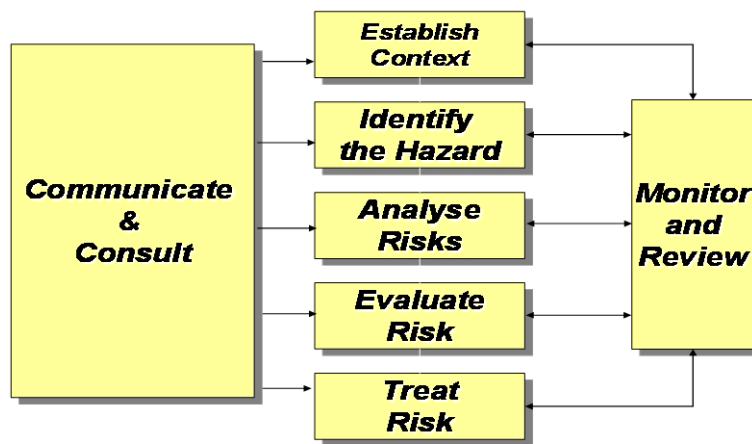 Communicate
&
Consult
Establish
Context
Identify
the Hazard
Analyse
Risks
Evaluate
Risk
Treat
Risk
Monitor
and
Review